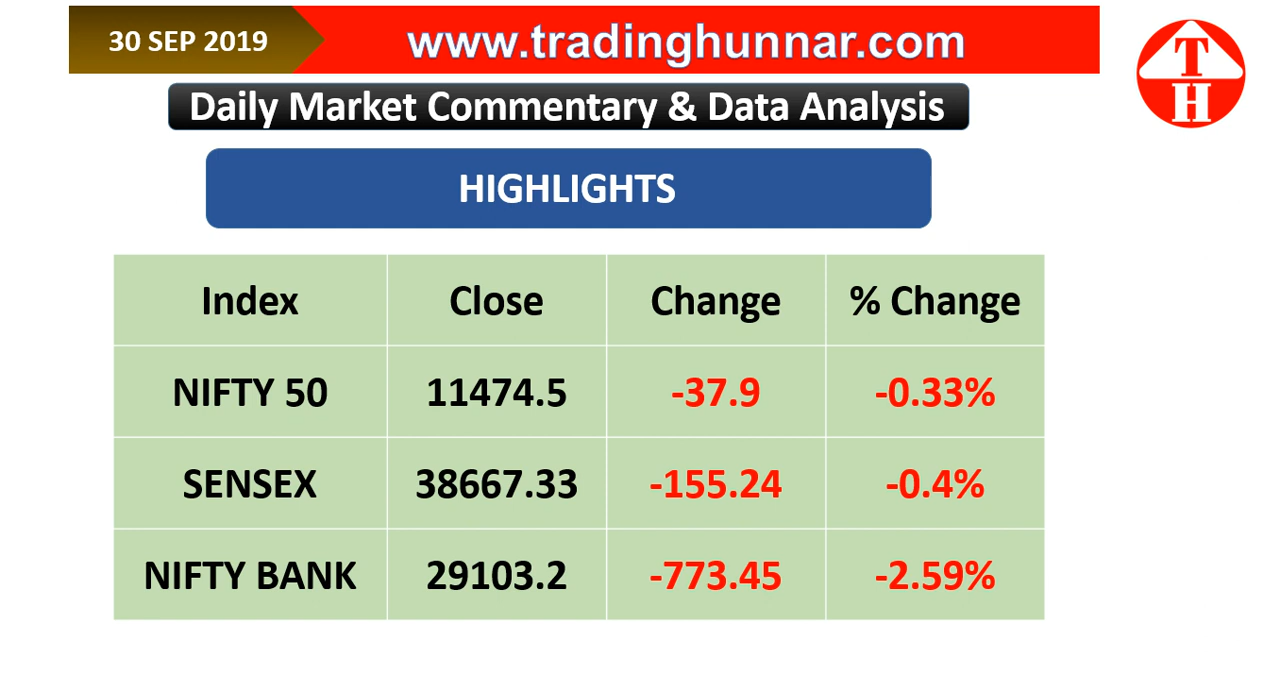 30 SEP 2019
www.tradinghunnar.com
T
H
Daily Market Commentary & Data Analysis
HIGHLIGHTS
Index Close Change % Change
NIFTY 50 11474.5 -37.9 -0.33%
SENSEX 38667.33 -155.24 -0.4%
NIFTY BANK 29103.2 -773.45 -2.59%